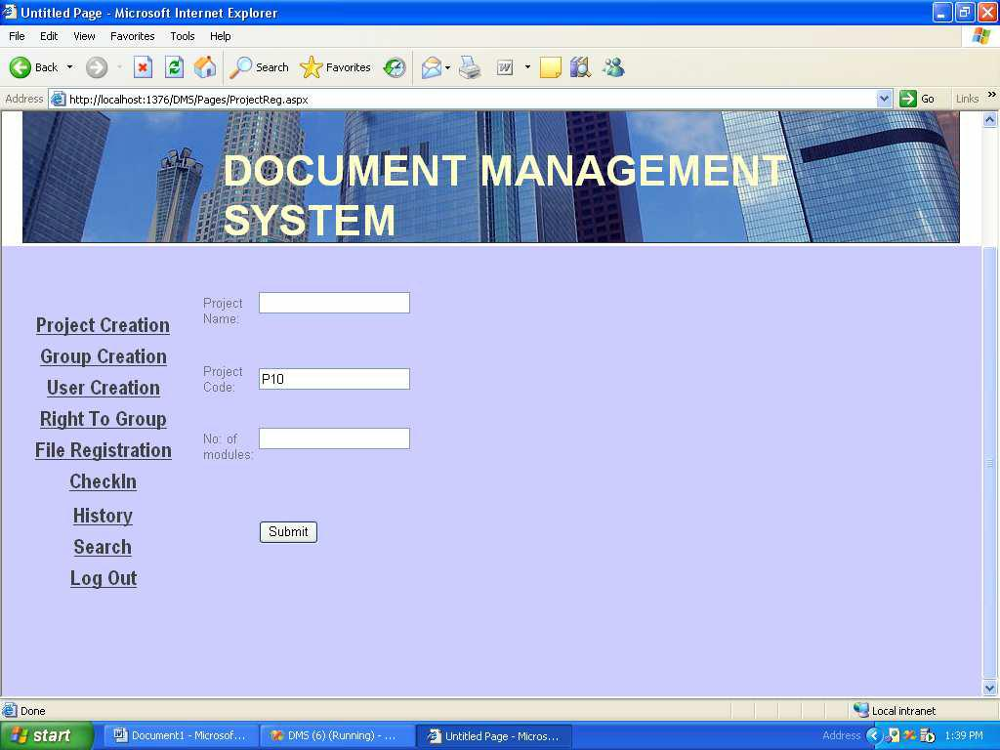 Untitled Page - Microsoft Internet Explorer
File Edit View Favorites Tools Help
Back Search Favorites W
Address http://localhost:1376/DMS/Pages/ProjectReg.aspx Go Links »
DOCUMENT MANAGEMENT
SYSTEM
Project Creation
Group Creation
User Creation
Right To Group
File Registration
CheckIn
History
Search
Log Out
Project
Name:
Project
Code:
P10
No: of
modules:
Submit
Done Local intranet
start Document1 - Microsof... DMS (6) (Running) - ... Untitled Page - Micros... Address 1:39 PM